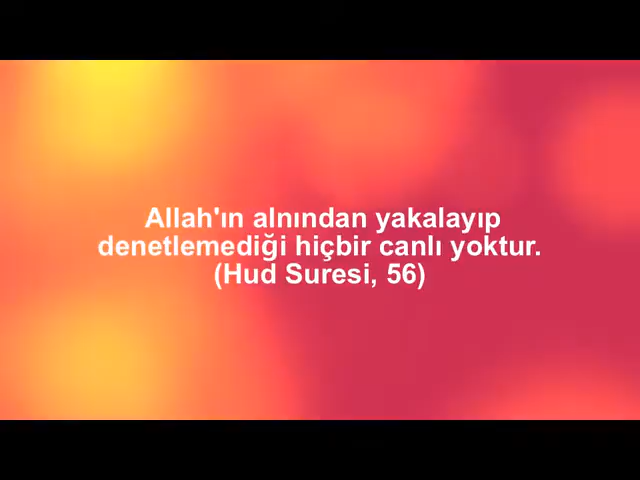 Allah'ın alnından yakalayıp
denetlemediği hiçbir canlı yoktur.
(Hud Suresi, 56)